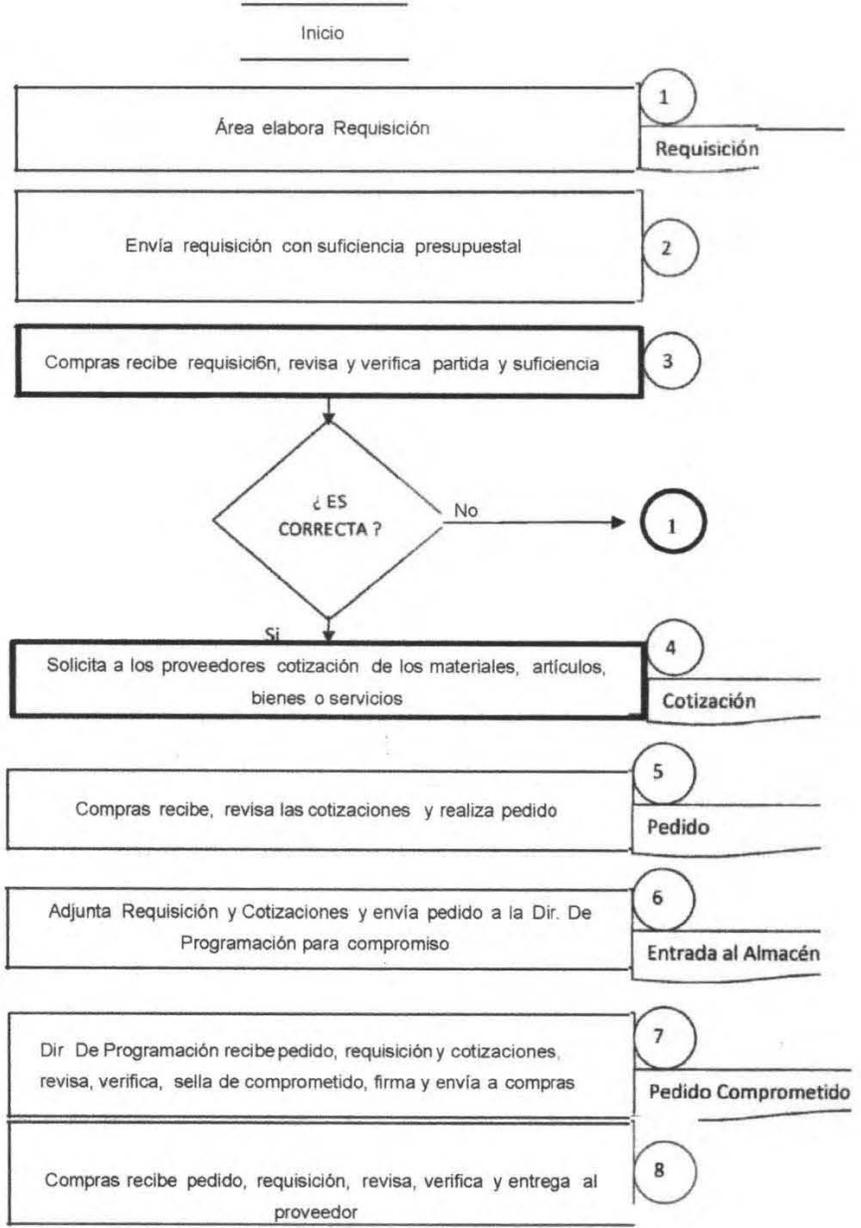 Inicio
1
Área elabora Requisición
Requisición
Envía requisición con suficiencia presupuestal
2
Compras recibe requisici6n, revisa y verifica partida y suficiencia
3
¿ ES
CORRECTA ?
No
1
Si
4
Solicita a los proveedores cotización de los materiales, artículos,
bienes o servicios
Cotización
5
Compras recibe, revisa las cotizaciones y realiza pedido
Pedido
6
Adjunta Requisición y Cotizaciones y envía pedido a la Dir. De
Programación para compromiso
Entrada al Almacén
7
Dir De Programación recibe pedido, requisición y cotizaciones,
revisa, verifica, sella de comprometido, firma y envía a compras
Pedido Comprometido
8
Compras recibe pedido, requisición, revisa, verifica y entrega al
proveedor